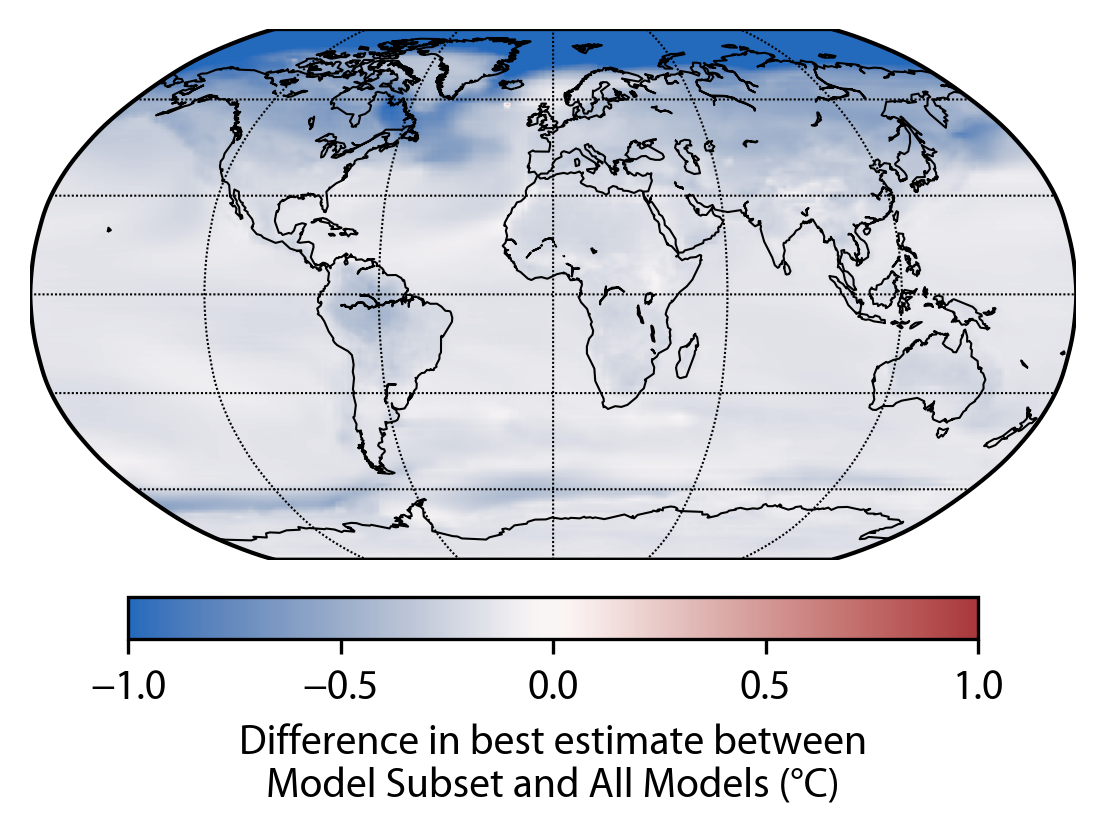 −1.0 −0.5 0.0 0.5 1.0
Difference in best estimate between
Model Subset and All Models (°C)